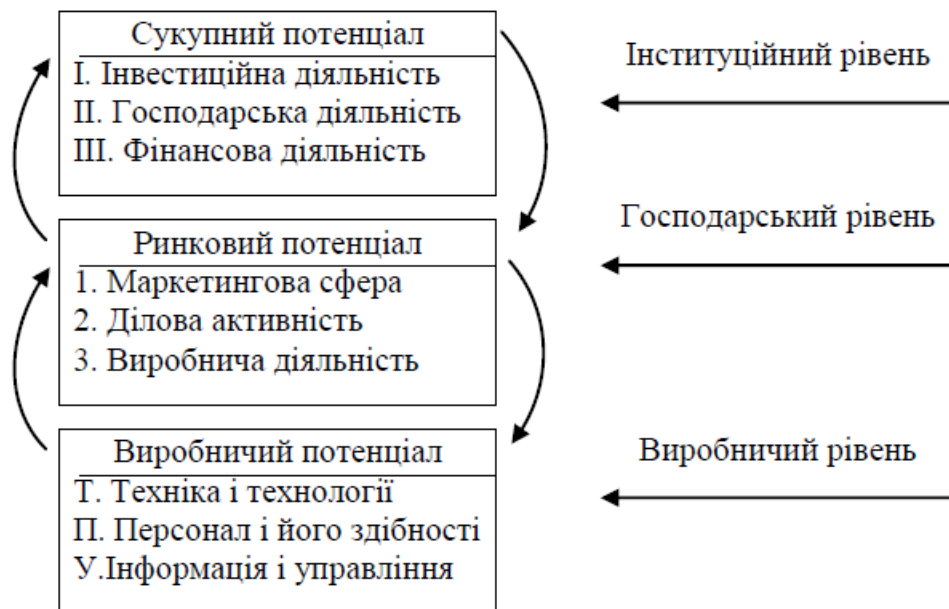 Сукупний потенціал
І. Інвестиційна діяльність
ІІ. Господарська діяльність
ІІІ. Фінансова діяльність
Інституційний рівень
Ринковий потенціал
1. Маркетингова сфера
2. Ділова активність
3. Виробнича діяльність
Господарський рівень
Виробничий потенціал
Т. Техніка і технології
П. Персонал і його здібності
У.Інформація і управління
Виробничий рівень